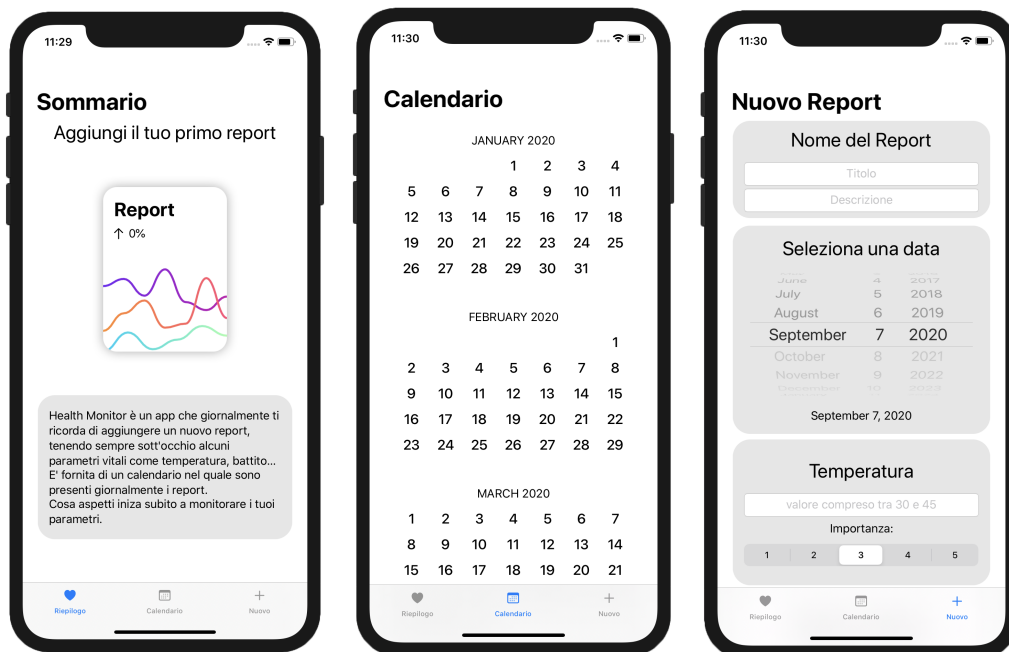 11:29
Sommario
Aggiungi il tuo primo report
Report
↑ 0%
Health Monitor è un app che giornalmente ti
ricorda di aggiungere un nuovo report,
tenendo sempre sott'occhio alcuni
parametri vitali come temperatura, battito...
E' fornita di un calendario nel quale sono
presenti giornalmente i report.
Cosa aspetti iniza subito a monitorare i tuoi
parametri.
Riepilogo Calendario Nuovo
11:30
Calendario
JANUARY 2020
1 2 3 4
5 6 7 8 9 10 11
12 13 14 15 16 17 18
19 20 21 22 23 24 25
26 27 28 29 30 31
FEBRUARY 2020
1
2 3 4 5 6 7 8
9 10 11 12 13 14 15
16 17 18 19 20 21 22
23 24 25 26 27 28 29
MARCH 2020
1 2 3 4 5 6 7
8 9 10 11 12 13 14
15 16 17 18 19 20 21
Riepilogo Calendario Nuovo
11:30
Nuovo Report
Nome del Report
Titolo
Descrizione
Seleziona una data
June 4 2017
July 5 2018
August 6 2019
September 7 2020
October 8 2021
November 9 2022
December 10 2023
September 7, 2020
Temperatura
valore compreso tra 30 e 45
Importanza:
1 2 3 4 5
Riepilogo Calendario Nuovo